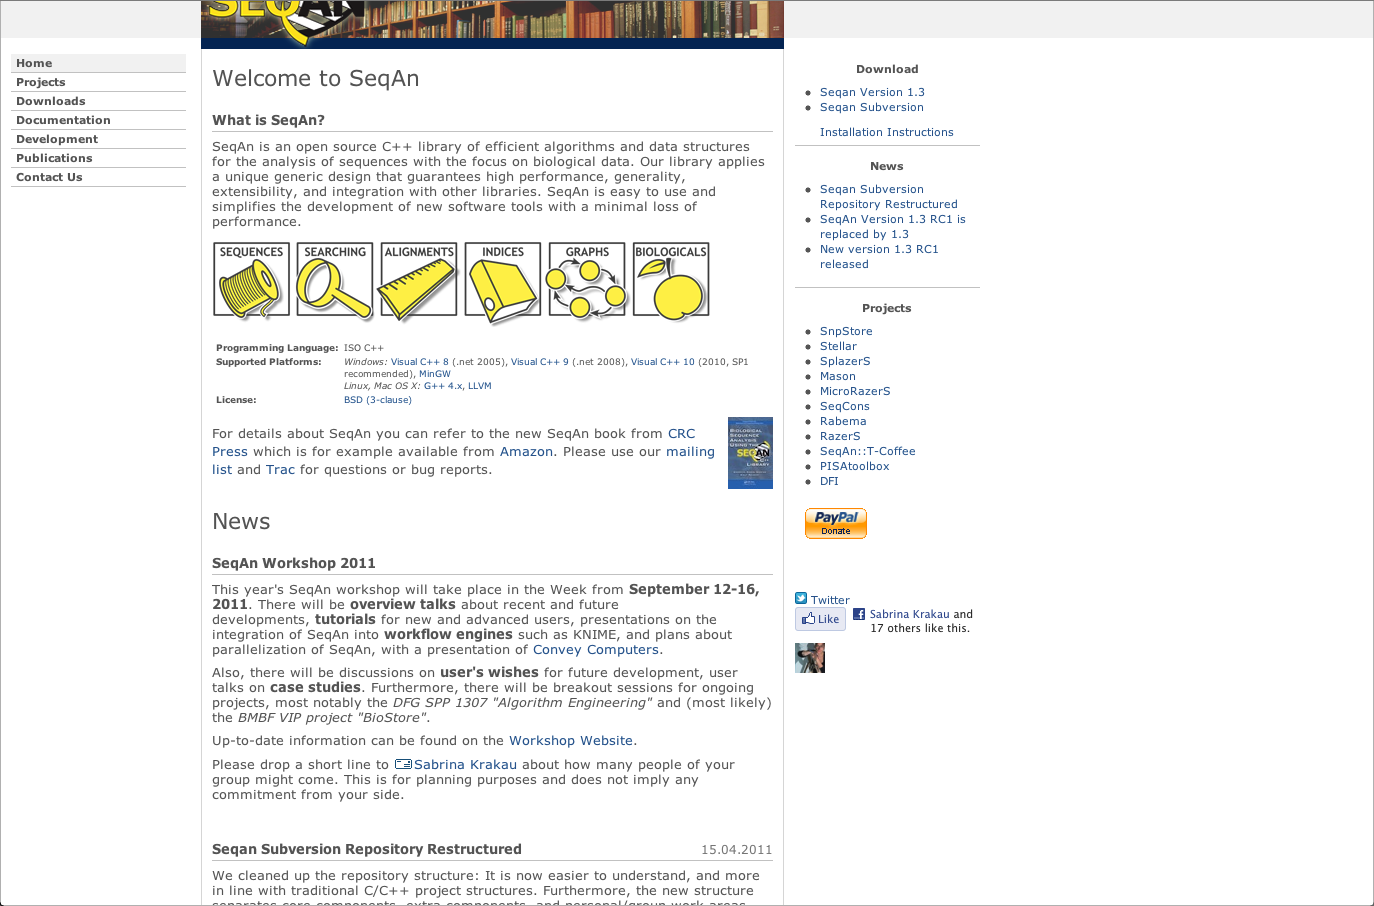 SEQAN
Home
Projects
Downloads
Documentation
Development
Publications
Contact Us
Welcome to SeqAn
What is SeqAn?
SeqAn is an open source C++ library of efficient algorithms and data structures
for the analysis of sequences with the focus on biological data. Our library applies
a unique generic design that guarantees high performance, generality,
extensibility, and integration with other libraries. SeqAn is easy to use and
simplifies the development of new software tools with a minimal loss of
performance.
SEQUENCES SEARCHING ALIGNMENTS INDICES GRAPHS BIOLOGICALS
Programming Language: ISO C++
Supported Platforms: Windows: Visual C++ 8 (.net 2005), Visual C++ 9 (.net 2008), Visual C++ 10 (2010, SP1
recommended), MinGW
Linux, Mac OS X: G++ 4.x, LLVM
License: BSD (3-clause)
For details about SeqAn you can refer to the new SeqAn book from CRC
Press which is for example available from Amazon. Please use our mailing
list and Trac for questions or bug reports.
BIOLOGICAL
SEQUENCE
ANALYSIS
USING THE
SEQAN
C++
LIBRARY
News
SeqAn Workshop 2011
This year's SeqAn workshop will take place in the Week from September 12-16,
2011. There will be overview talks about recent and future
developments, tutorials for new and advanced users, presentations on the
integration of SeqAn into workflow engines such as KNIME, and plans about
parallelization of SeqAn, with a presentation of Convey Computers.
Also, there will be discussions on user's wishes for future development, user
talks on case studies. Furthermore, there will be breakout sessions for ongoing
projects, most notably the DFG SPP 1307 "Algorithm Engineering" and (most likely)
the BMBF VIP project "BioStore".
Up-to-date information can be found on the Workshop Website.
Please drop a short line to Sabrina Krakau about how many people of your
group might come. This is for planning purposes and does not imply any
commitment from your side.
Seqan Subversion Repository Restructured 15.04.2011
We cleaned up the repository structure: It is now easier to understand, and more
in line with traditional C/C++ project structures. Furthermore, the new structure
separates core components, extra components, and personal/group work areas
Download
Seqan Version 1.3
Seqan Subversion
Installation Instructions
News
Seqan Subversion
Repository Restructured
SeqAn Version 1.3 RC1 is
replaced by 1.3
New version 1.3 RC1
released
Projects
SnpStore
Stellar
SplazerS
Mason
MicroRazerS
SeqCons
Rabema
RazerS
SeqAn::T-Coffee
PISAtoolbox
DFI
PayPal
Donate
Twitter
Like Sabrina Krakau and
17 others like this.